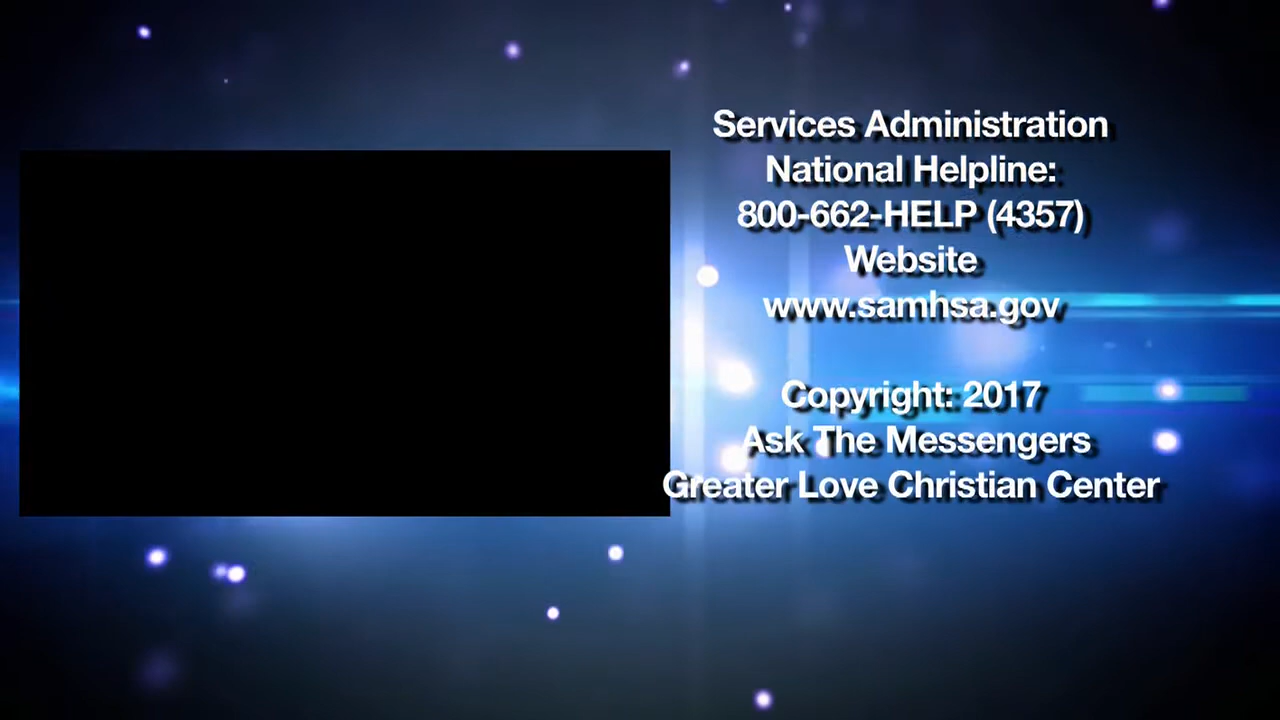 Services Administration
National Helpline:
800-662-HELP (4357)
Website
www.samhsa.gov
Copyright: 2017
Ask The Messengers
Greater Love Christian Center